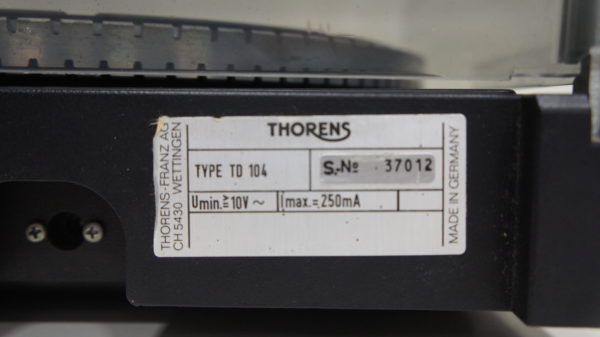 THORENS
THORENS-FRANZ AG
CH 5430 WETTINGEN
TYPE TD 104
S.-No 37012
Umin.≧10V~
Imax.=250mA
MADE IN GERMANY